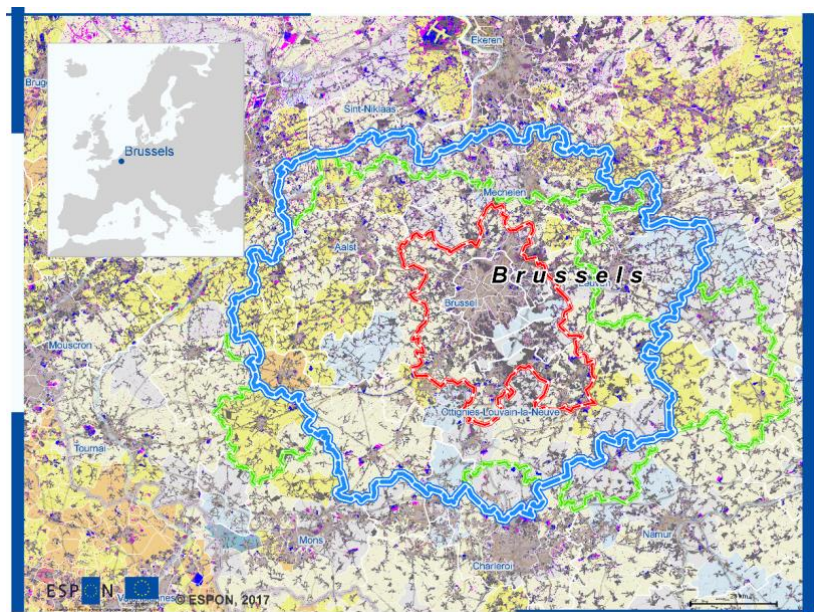 Ekeren
Brug
Brussels
Sint-Niklaas
Mechelen
Aalst
Brussels
Leuven
Brussel
Mouscron
Ottignies-Louvain-la-Neuve
Tournai
Mons
Namur
Charleroi
ESPON
© ESPON, 2017